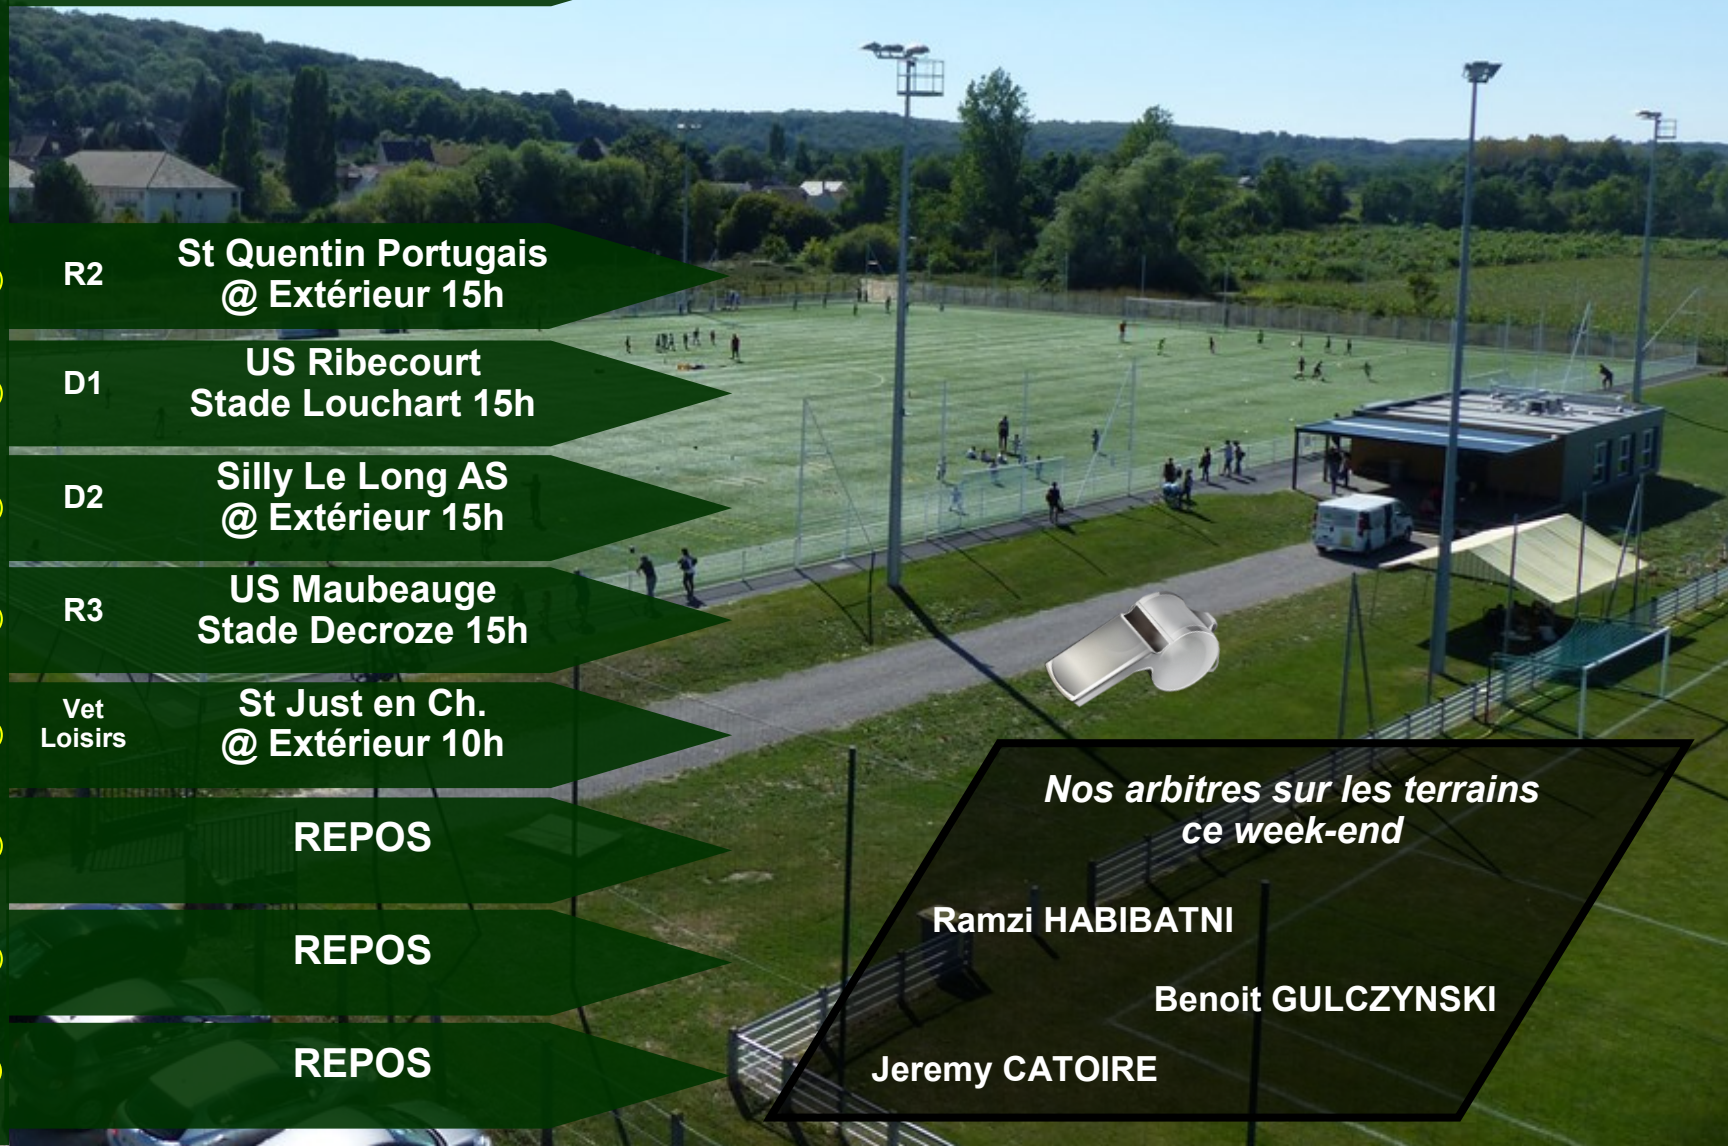 R2
St Quentin Portugais
@ Extérieur 15h
D1
US Ribecourt
Stade Louchart 15h
D2
Silly Le Long AS
@ Extérieur 15h
R3
US Maubeauge
Stade Decroze 15h
Vet
Loisirs
St Just en Ch.
@ Extérieur 10h
REPOS
REPOS
REPOS
Nos arbitres sur les terrains
ce week-end
Ramzi HABIBATNI
Benoit GULCZYNSKI
Jeremy CATOIRE